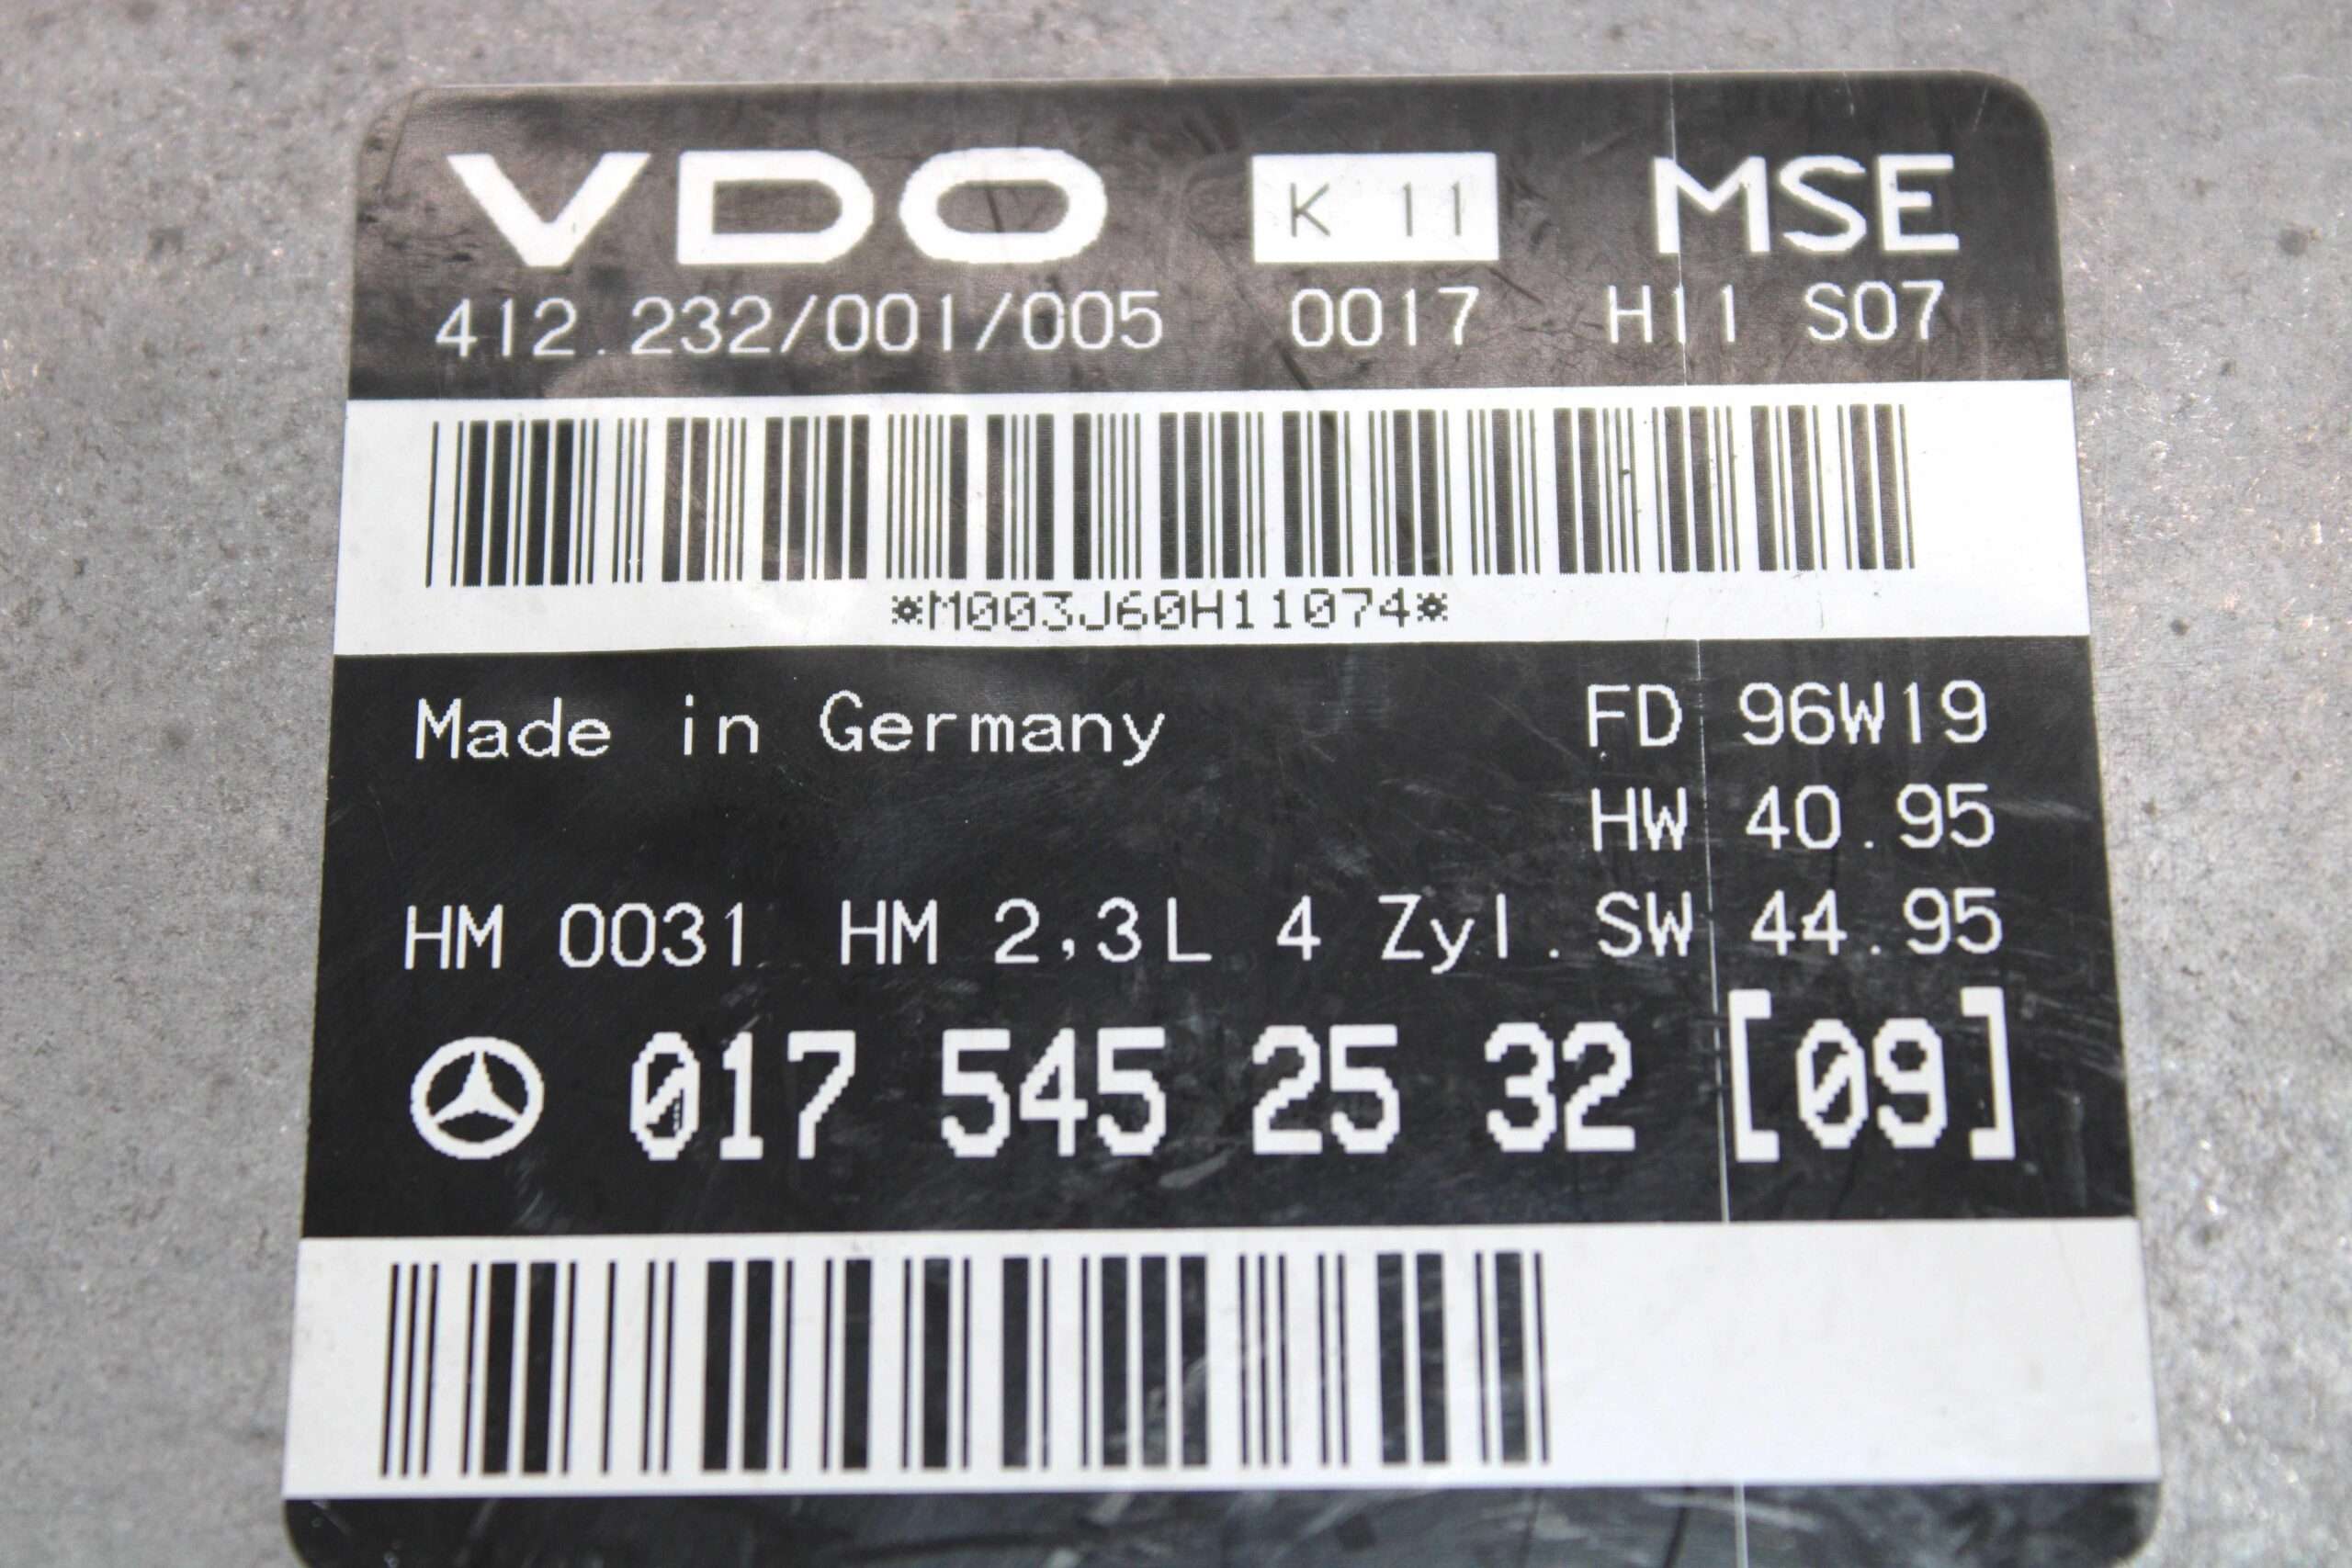 VDO K 11 MSE
412.232/001/005 0017 H11 S07
*M003J60H11074*
Made in Germany FD 96W19
HW 40.95
HM 0031 HM 2,3L 4 Zyl. SW 44.95
017 545 25 32 [09]